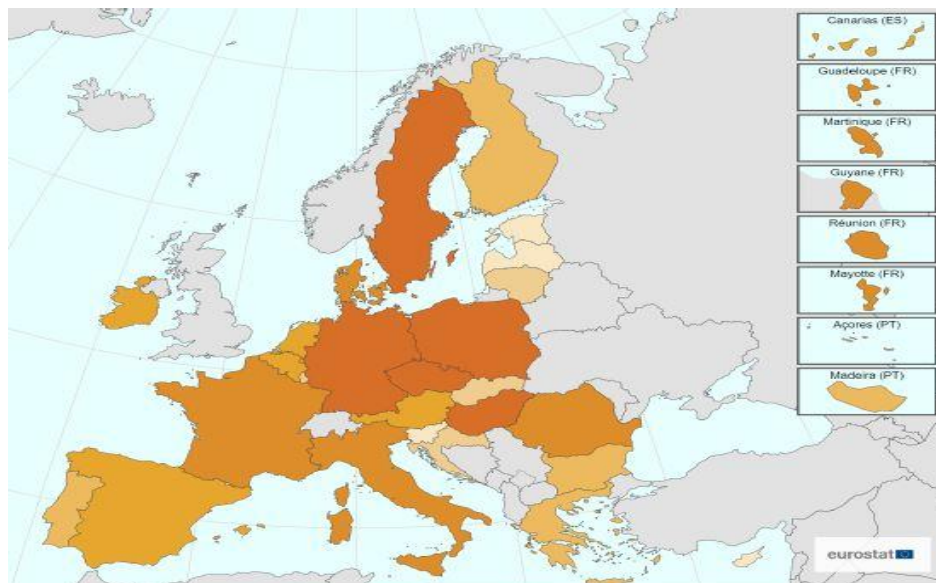 Canarias (ES)
Guadeloupe (FR)
Martinique (FR)
Guyane (FR)
Réunion (FR)
Mayotte (FR)
Açores (PT)
Madeira (PT)
eurostat